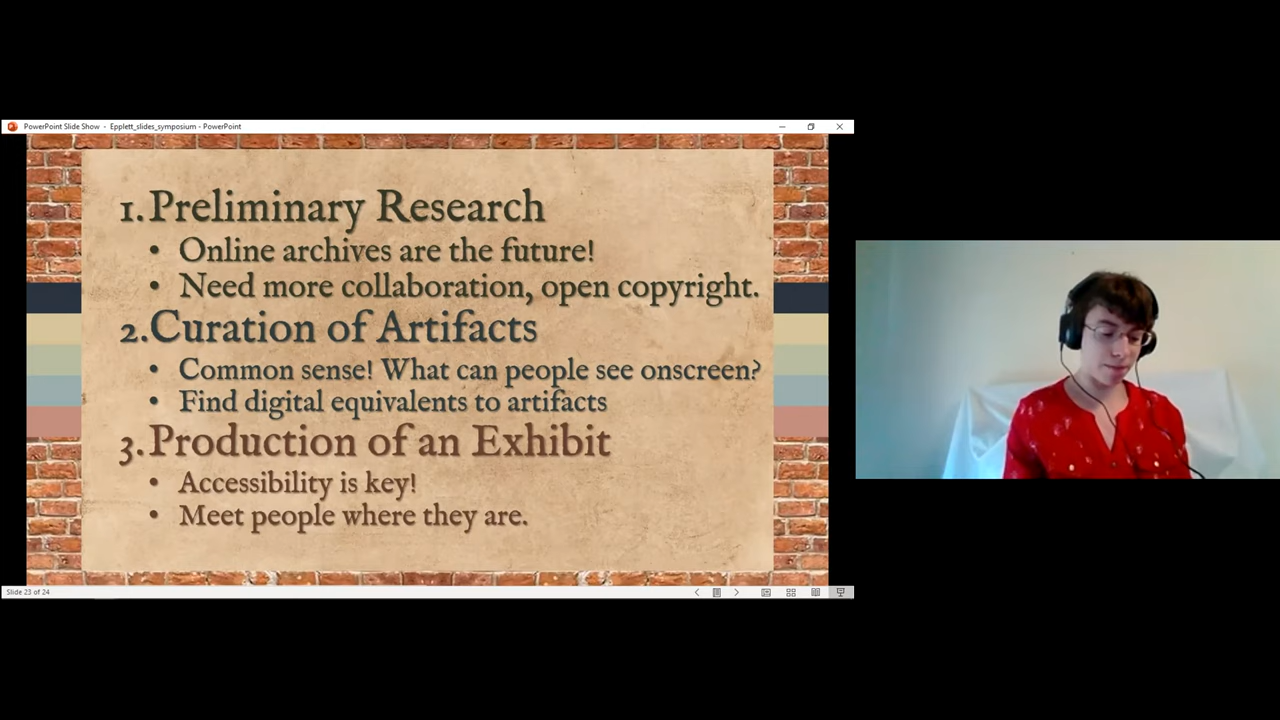 PowerPoint Slide Show - Epplett_slides_symposium - PowerPoint
1. Preliminary Research
• Online archives are the future!
• Need more collaboration, open copyright.
2. Curation of Artifacts
• Common sense! What can people see onscreen?
• Find digital equivalents to artifacts
3. Production of an Exhibit
• Accessibility is key!
• Meet people where they are.
Slide 23 of 24